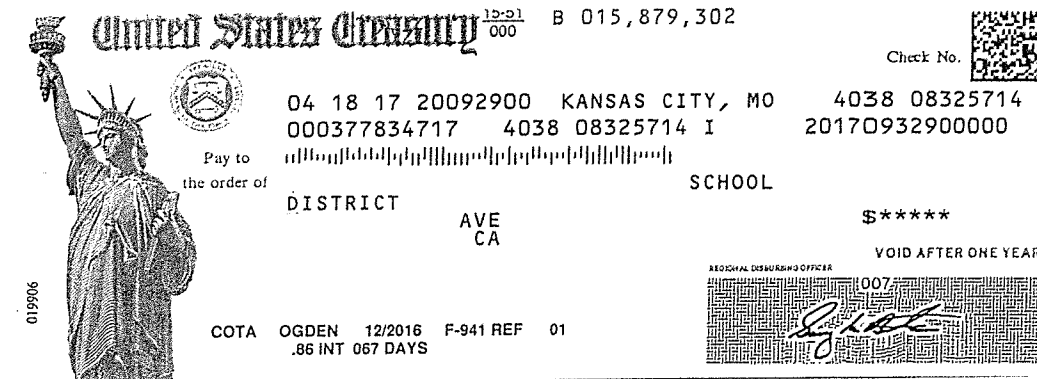 United States Treasury 15-51 000 B 015,879,302
Check No.
04 18 17 20092900 KANSAS CITY, MO 4038 08325714
000377834717 4038 08325714 I 20170932900000
Pay to
the order of
SCHOOL
DISTRICT
AVE
CA
$*****
VOID AFTER ONE YEAR
REGIONAL DISBURSING OFFICER
007
019906
COTA OGDEN 12/2016 F-941 REF 01
.86 INT 067 DAYS